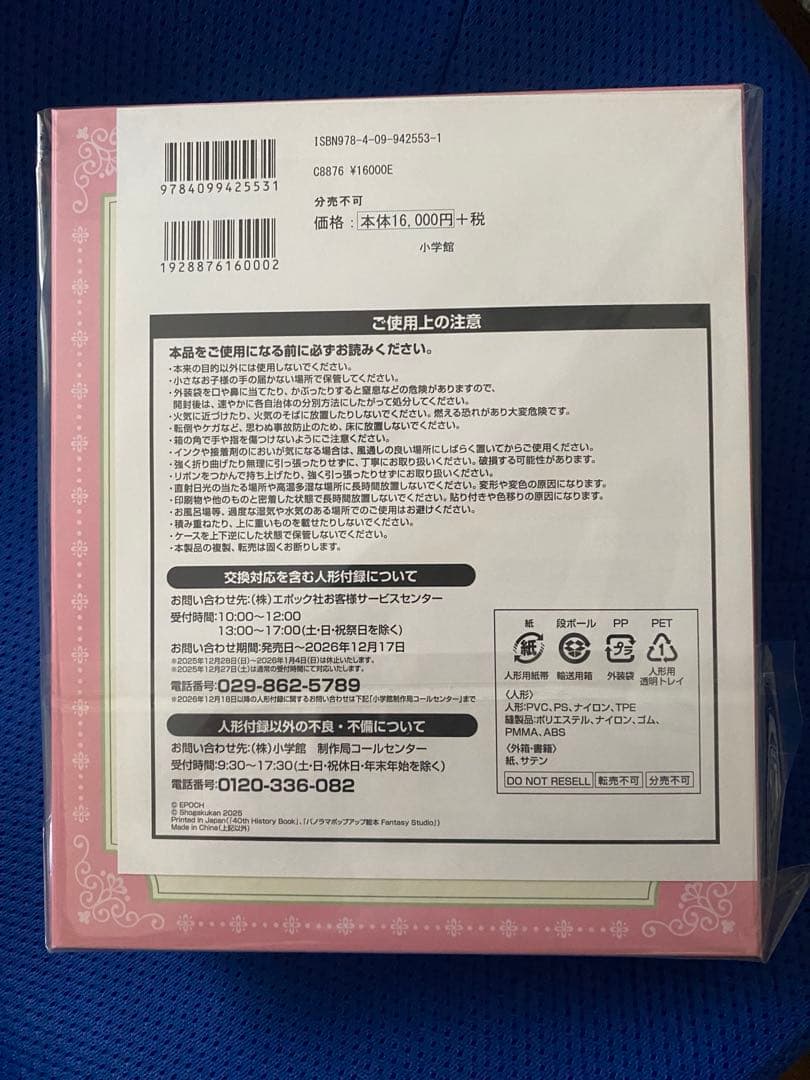 ISBN978-4-09-942553-1
9784099425531
C8876 ¥16000E
分売不可
価格：本体16,000円+税
1928876160002
小学館
ご使用上の注意
本品をご使用になる前に必ずお読みください。
・本来の目的以外には使用しないでください。
・小さなお子様の手の届かない場所で保管してください。
・外装袋を口や鼻に当てたり、かぶったりすると窒息などの危険がありますので、
開封後は、速やかに各自治体の分別方法にしたがって処分してください。
・火気に近づけたり、火気のそばに放置したりしないでください。燃える恐れがあり大変危険です。
・転倒やケガなど、思わぬ事故防止のため、床に放置しないでください。
・箱の角で手や指を傷つけないようにご注意ください。
・インクや接着剤のにおいが気になる場合は、風通しの良い場所にしばらく置いてからご使用ください。
・強く折り曲げたり無理に引っ張ったりせずに、丁寧にお取り扱いください。破損する可能性があります。
・リボンをつかんで持ち上げたり、強く引っ張ったりせずにお取り扱いください。
・直射日光の当たる場所や高温多湿な場所に長時間放置しないでください。変形や変色の原因になります。
・印刷物や他のものと密着した状態で長時間放置しないでください。貼り付きや色移りの原因になります。
・お風呂場等、過度な湿気や水気のある場所でのご使用はお避けください。
・積み重ねたり、上に重いものを載せたりしないでください。
・ケースを上下逆にした状態で保管しないでください。
・本製品の複製、転売は固くお断りします。
交換対応を含む人形付録について
お問い合わせ先:(株)エポック社お客様サービスセンター
受付時間:10:00～12:00
13:00～17:00(土・日・祝祭日を除く)
お問い合わせ期間:発売日～2026年12月17日
※2025年12月28日(日)～2026年1月4日(日)は休止いたします。
※2025年12月27日(土)は通常の受付時間にて対応いたします。
電話番号:029-862-5789
※2026年12月18日以降の人形付録に関するお問い合わせは下記「小学館制作局コールセンター」まで
人形付録以外の不良・不備について
お問い合わせ先:(株)小学館 制作局コールセンター
受付時間:9:30～17:30(土・日・祝休日・年末年始を除く)
電話番号:0120-336-082
© EPOCH
© Shogakukan 2025
Printed in Japan(「40th History Book」、「パノラマポップアップ絵本 Fantasy Studio」)
Made in China(上記以外)
紙 段ボール PP PET
紙 プラ 1
人形用紙帯 輸送用箱 外装袋 人形用
透明トレイ
〈人形〉
人形:PVC、PS、ナイロン、TPE
縫製品:ポリエステル、ナイロン、ゴム、
PMMA、ABS
〈外箱・書籍〉
紙、サテン
DO NOT RESELL 転売不可 分売不可